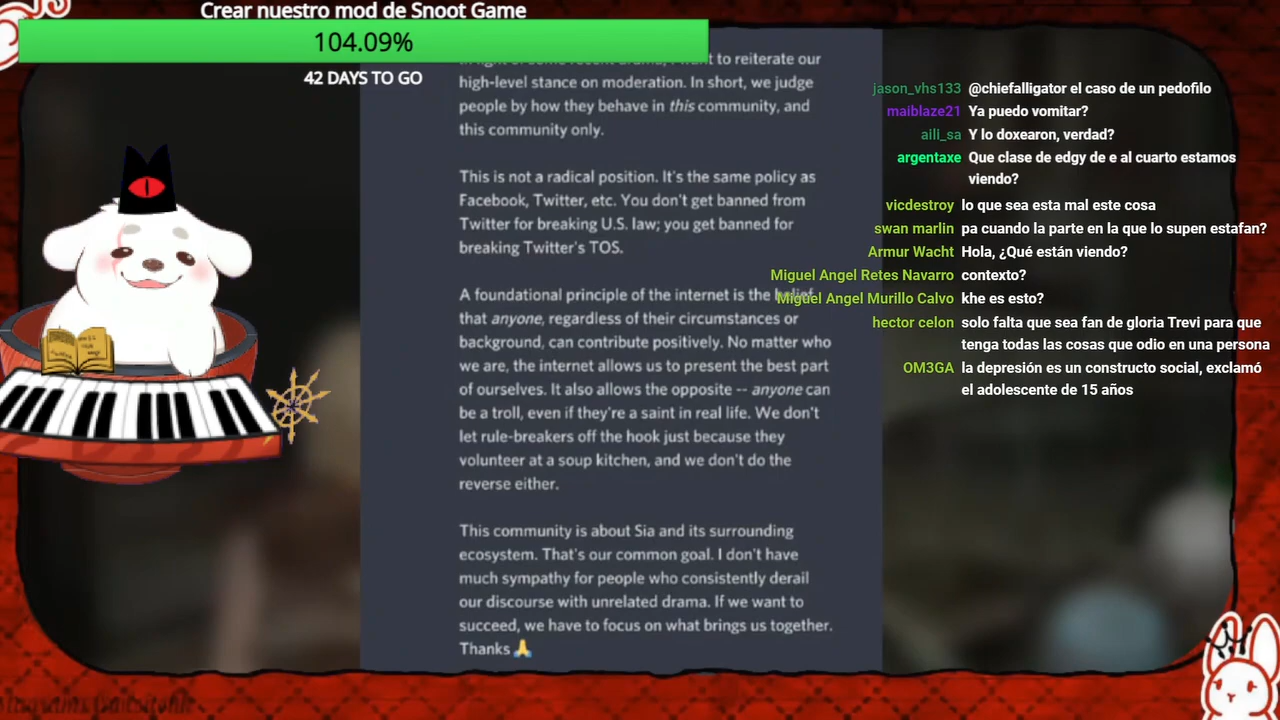 Crear nuestro mod de Snoot Game
104.09%
42 DAYS TO GO
to reiterate our
high-level stance on moderation. In short, we judge
people by how they behave in this community, and
this community only.
This is not a radical position. It's the same policy as
Facebook, Twitter, etc. You don't get banned from
Twitter for breaking U.S. law; you get banned for
breaking Twitter's TOS.
A foundational principle of the internet is the belief
that anyone, regardless of their circumstances or
background, can contribute positively. No matter who
we are, the internet allows us to present the best part
of ourselves. It also allows the opposite -- anyone can
be a troll, even if they're a saint in real life. We don't
let rule-breakers off the hook just because they
volunteer at a soup kitchen, and we don't do the
reverse either.
This community is about Sia and its surrounding
ecosystem. That's our common goal. I don't have
much sympathy for people who consistently derail
our discourse with unrelated drama. If we want to
succeed, we have to focus on what brings us together.
Thanks 🙏
jason_vhs133 @chiefalligator el caso de un pedofilo
maiblaze21 Ya puedo vomitar?
aill_sa Y lo doxearon, verdad?
argentaxe Que clase de edgy de e al cuarto estamos
viendo?
vicdestroy lo que sea esta mal este cosa
swan marlin pa cuando la parte en la que lo supen estafan?
Armur Wacht Hola, ¿Qué están viendo?
Miguel Angel Retes Navarro contexto?
Miguel Angel Murillo Calvo khe es esto?
hector celon solo falta que sea fan de gloria Trevi para que
tenga todas las cosas que odio en una persona
OM3GA la depresión es un constructo social, exclamó
el adolescente de 15 años